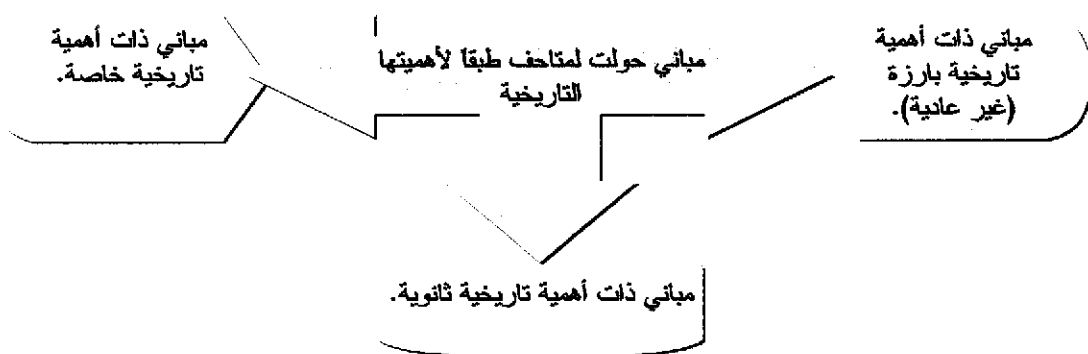 مباني ذات أهمية
تاريخية بارزة
(غير عادية).
مباني حولت لمتاحف طبقاً لأهميتها
التاريخية
مباني ذات أهمية
تاريخية خاصة.
مباني ذات أهمية تاريخية ثانوية.